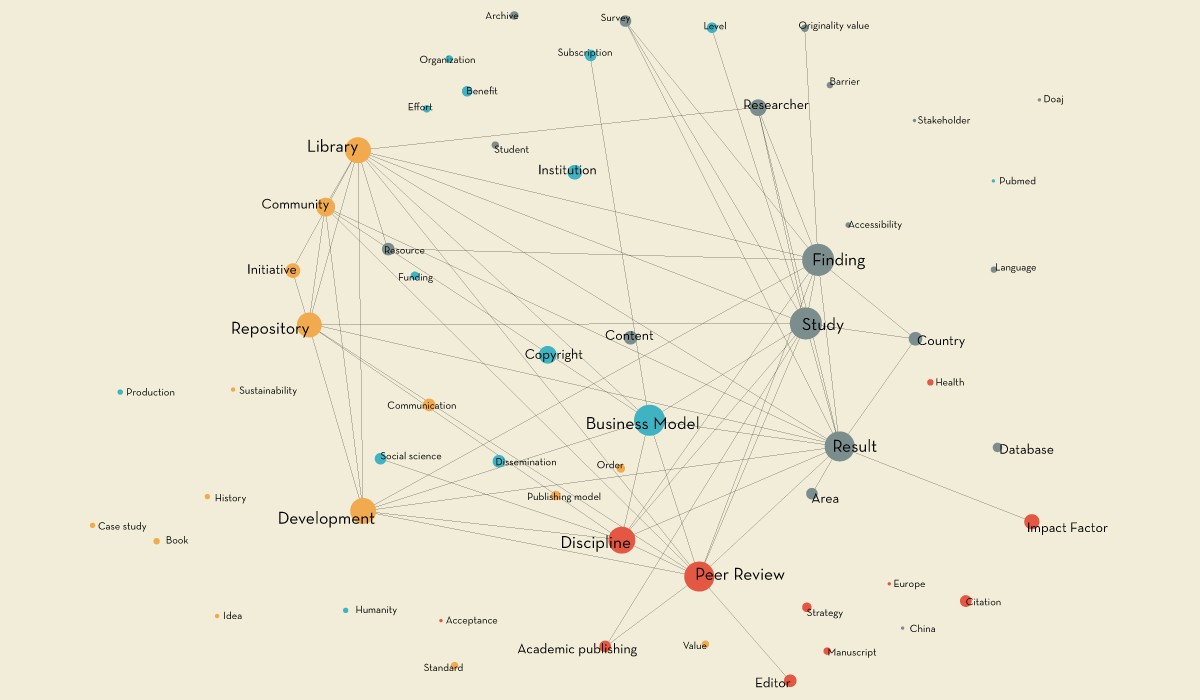 Archive
Survey
Level
Originality value
Subscription
Organization
Barrier
Benefit
Doaj
Effort
Researcher
Stakeholder
Library
Student
Institution
Pubmed
Community
Accessibility
Resource
Finding
Language
Initiative
Funding
Repository
Study
Content
Country
Copyright
Health
Production
Sustainability
Communication
Business Model
Result
Database
Social science
Dissemination
Order
History
Publishing model
Area
Development
Case study
Book
Discipline
Impact Factor
Peer Review
Europe
Citation
Humanity
Strategy
Idea
Acceptance
China
Academic publishing
Value
Manuscript
Standard
Editor